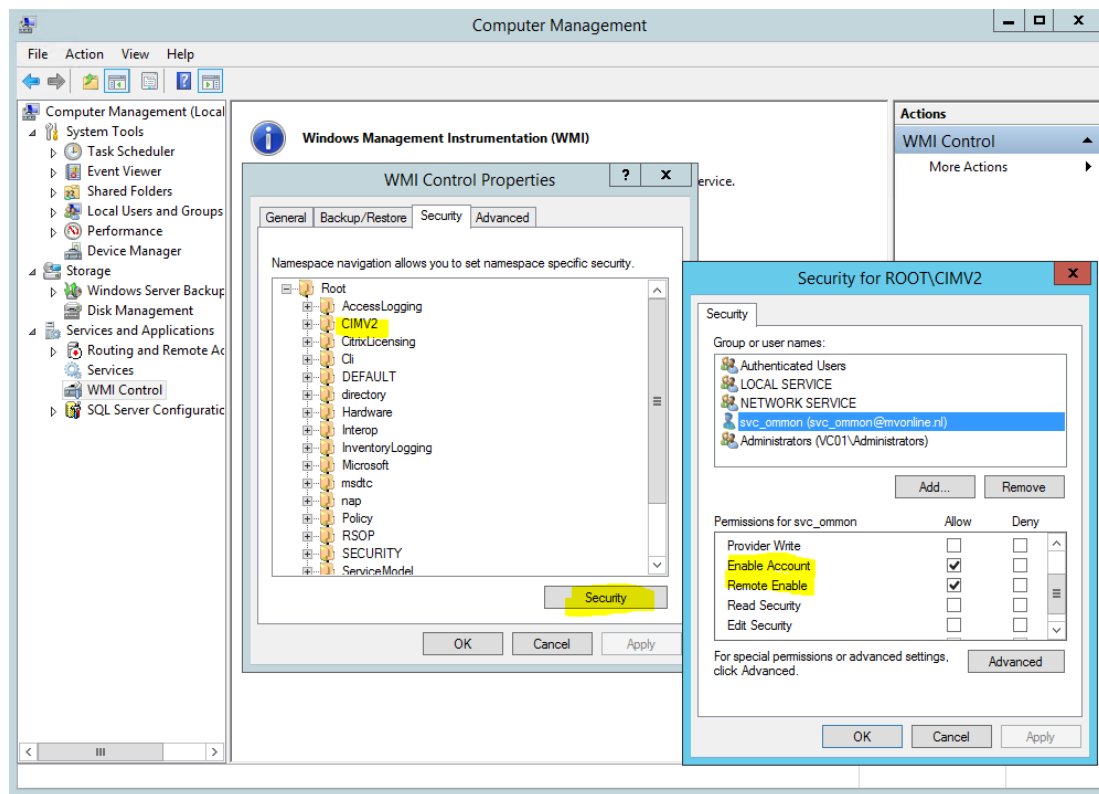 Computer Management
File Action View Help
Computer Management (Local
System Tools
Task Scheduler
Event Viewer
Shared Folders
Local Users and Groups
Performance
Device Manager
Storage
Windows Server Backup
Disk Management
Services and Applications
Routing and Remote Ac
Services
WMI Control
SQL Server Configuratic
Windows Management Instrumentation (WMI)
ervice.
Actions
WMI Control
More Actions
WMI Control Properties
General Backup/Restore Security Advanced
Namespace navigation allows you to set namespace specific security.
Root
AccessLogging
CIMV2
CitrixLicensing
Cli
DEFAULT
directory
Hardware
Interop
InventoryLogging
Microsoft
msdtc
nap
Policy
RSOP
SECURITY
ServiceModel
Security
OK Cancel Apply
Security for ROOT\CIMV2
Security
Group or user names:
Authenticated Users
LOCAL SERVICE
NETWORK SERVICE
svc_ommon (svc_ommon@mvonline.nl)
Administrators (VC01\Administrators)
Add... Remove
Permissions for svc_ommon Allow Deny
Provider Write
Enable Account
Remote Enable
Read Security
Edit Security
For special permissions or advanced settings, click Advanced.
Advanced
OK Cancel Apply